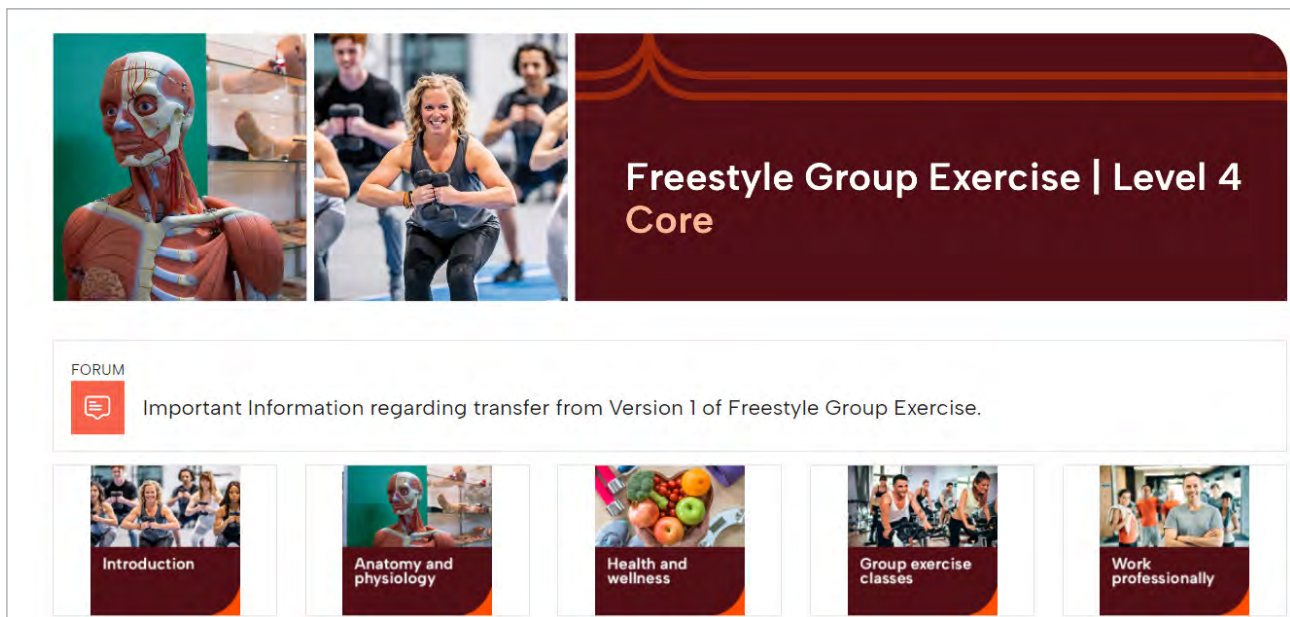 Freestyle Group Exercise | Level 4
Core
FORUM
Important Information regarding transfer from Version 1 of Freestyle Group Exercise.
Introduction
Anatomy and
physiology
Health and
wellness
Group exercise
classes
Work
professionally